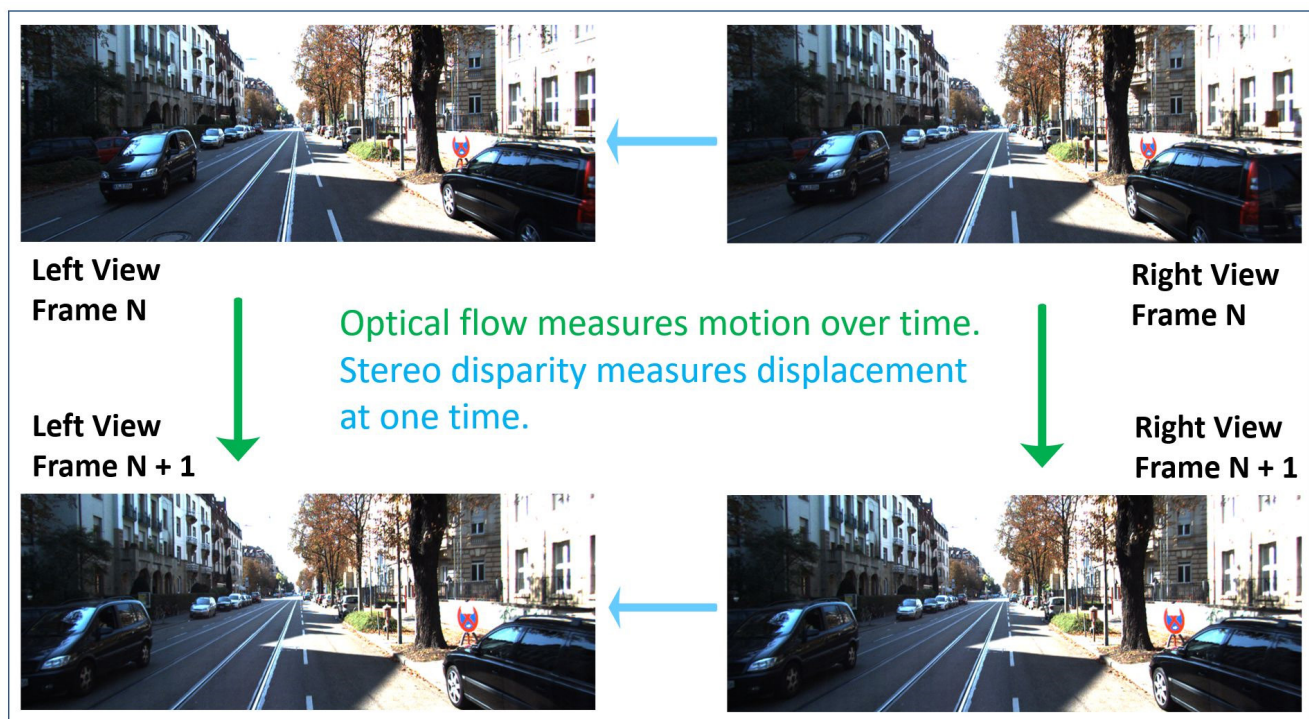 Left View
Frame N
Right View
Frame N
Optical flow measures motion over time.
Stereo disparity measures displacement
at one time.
Left View
Frame N + 1
Right View
Frame N + 1